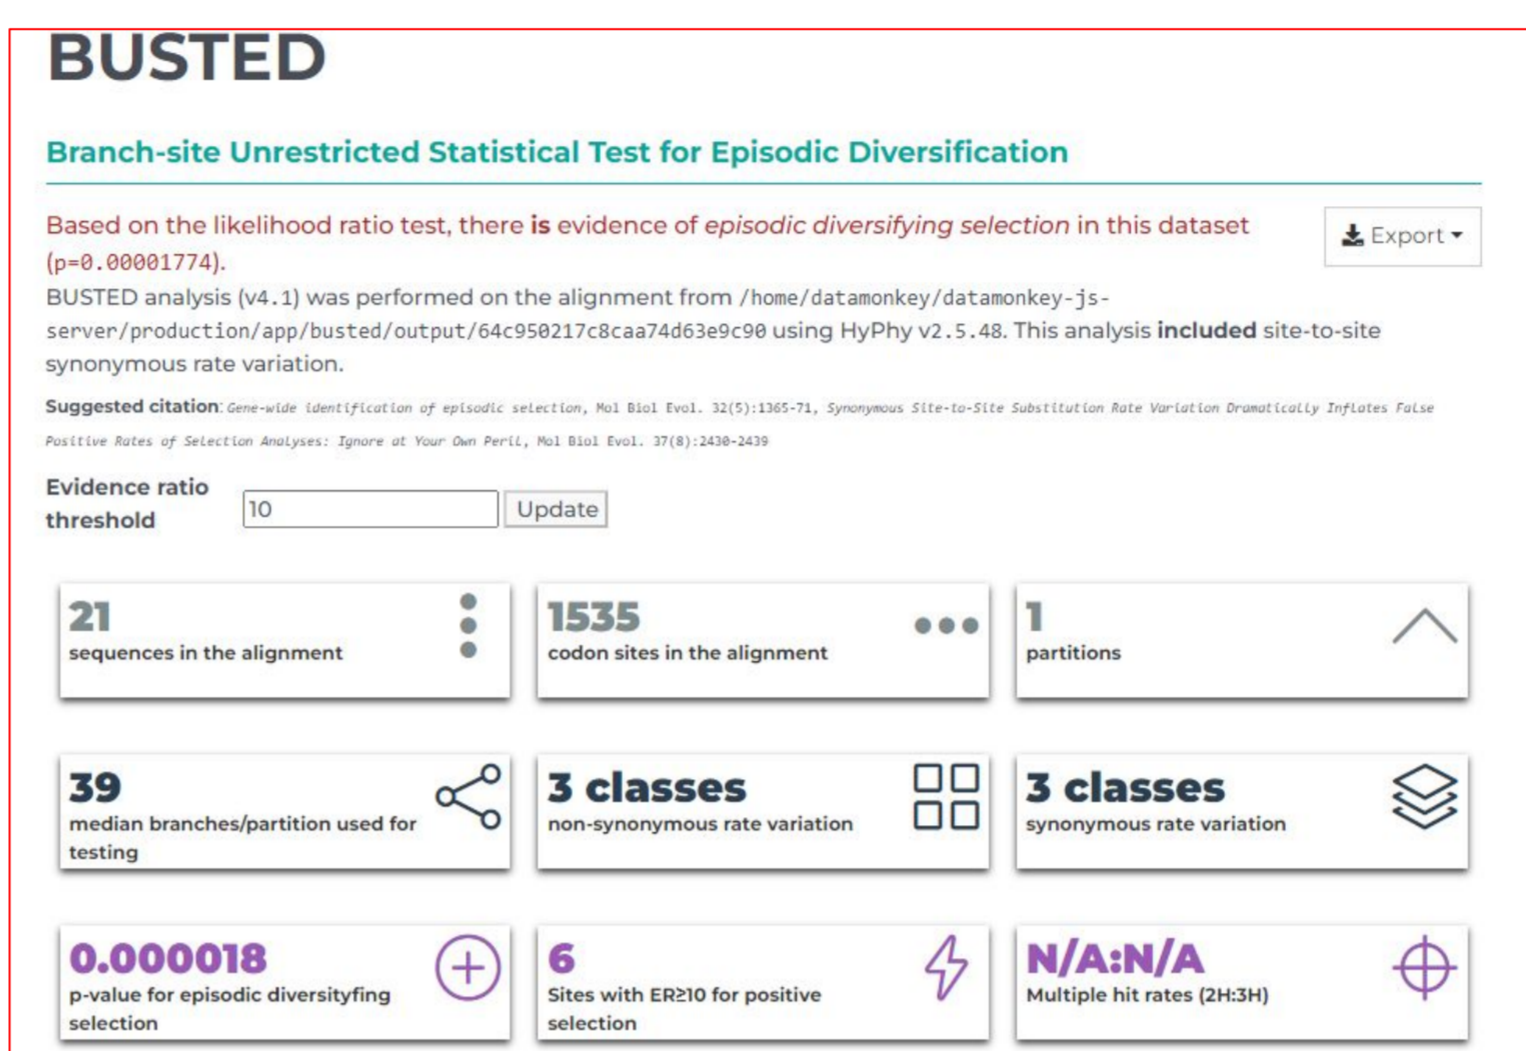 BUSTED
Branch-site Unrestricted Statistical Test for Episodic Diversification
Based on the likelihood ratio test, there is evidence of episodic diversifying selection in this dataset
(p=0.00001774).
Export
BUSTED analysis (v4.1) was performed on the alignment from /home/datamonkey/datamonkey-js-
server/production/app/busted/output/64c950217c8caa74d63e9c90 using HyPhy v2.5.48. This analysis included site-to-site
synonymous rate variation.
Suggested citation: Gene-wide identification of episodic selection, Mol Biol Evol. 32(5):1365-71, Synonymous Site-to-Site Substitution Rate Variation Dramatically Inflates False
Positive Rates of Selection Analyses: Ignore at Your Own Peril, Mol Biol Evol. 37(8):2430-2439
Evidence ratio
threshold
10
Update
21
sequences in the alignment
1535
codon sites in the alignment
1
partitions
39
median branches/partition used for
testing
3 classes
non-synonymous rate variation
3 classes
synonymous rate variation
0.000018
p-value for episodic diversityfing
selection
6
Sites with ER≥10 for positive
selection
N/A:N/A
Multiple hit rates (2H:3H)